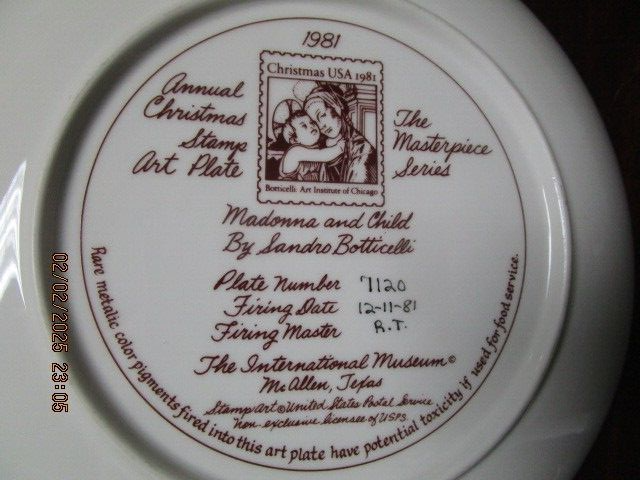 1981
Christmas USA 1981
Botticelli: Art Institute of Chicago
Annual
Christmas
Stamp
Art Plate
The
Masterpiece
Series
Madonna and Child
By Sandro Botticelli
Plate Number 7120
Firing Date 12-11-81
Firing Master R.T.
The International Museum©
McAllen, Texas
Stamp Art © United States Postal Service
Non-exclusive licensee of USPS
Rare metallic color pigments fired into this art plate have potential toxicity if used for food service.
02/02/2025 23:05